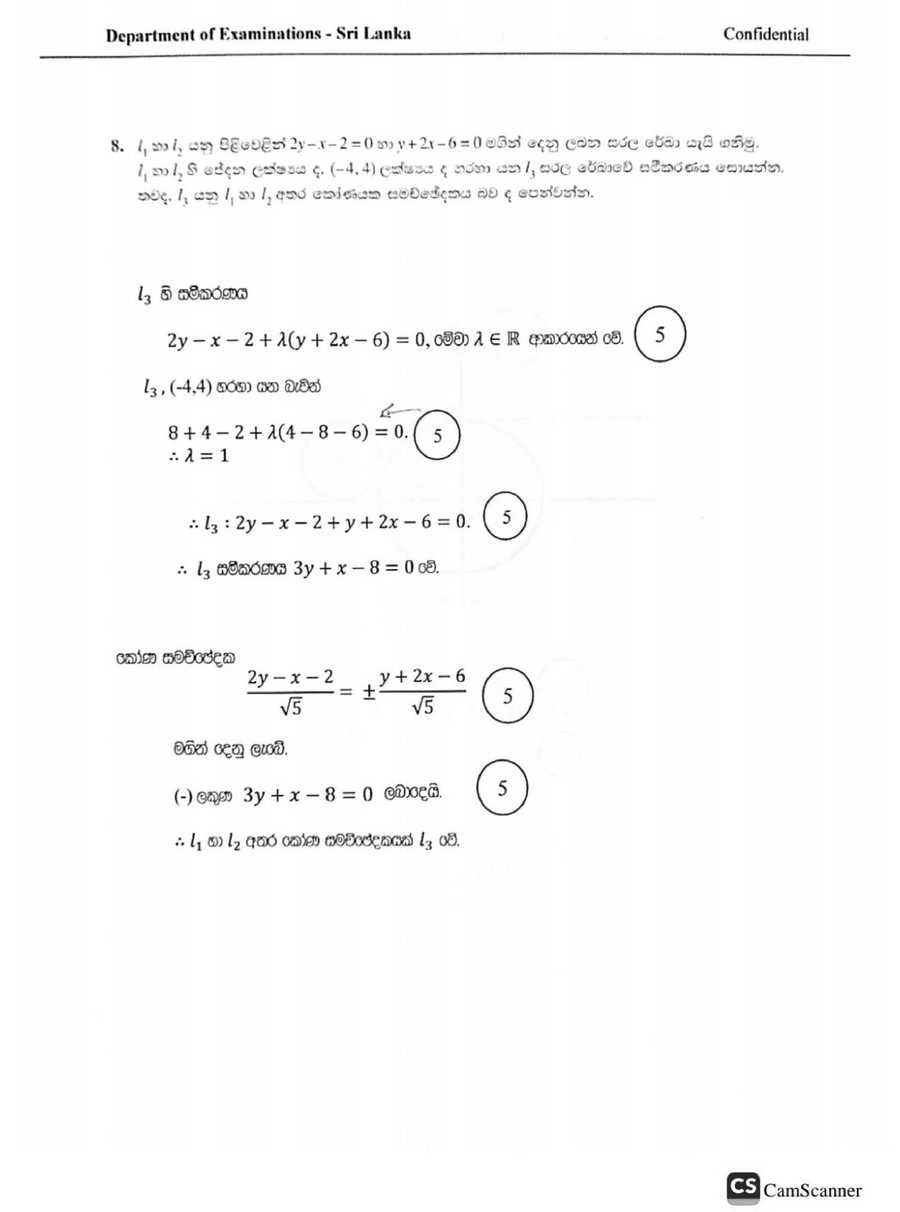 Department of Examinations - Sri Lanka Confidential
8. l₁ හා l₂ යනු පිළිවෙළින් 2y – x – 2 = 0 හා y + 2x – 6 = 0 මගින් දෙනු ලබන සරල රේඛා යැයි ගනිමු.
l₁ හා l₂ හි ඡේදන ලක්ෂ්‍යය ද, (–4, 4) ලක්ෂ්‍යය ද හරහා යන l₃ සරල රේඛාවේ සමීකරණය සොයන්න.
තවද, l₃ යනු l₁ හා l₂ අතර කෝණයක සමච්ඡේදකය බව ද පෙන්වන්න.
l₃ හි සමීකරණය
2y − x − 2 + λ(y + 2x − 6) = 0, මෙවා λ ∈ ℝ ආකාරයෙන් වේ. 5
l₃ , (-4,4) හරහා යන බැවින්
8 + 4 − 2 + λ(4 − 8 − 6) = 0. 5
∴ λ = 1
∴ l₃ : 2y − x − 2 + y + 2x − 6 = 0. 5
∴ l₃ සමීකරණය 3y + x − 8 = 0 වේ.
කෝණ සමච්ඡේදක
(2y − x − 2)/√5 = ± (y + 2x − 6)/√5 5
මගින් දෙනු ලැබේ.
(-) ලකුණ 3y + x − 8 = 0 ලබාදෙයි. 5
∴ l₁ හා l₂ අතර කෝණ සමච්ඡේදකයක් l₃ වේ.
CS CamScanner